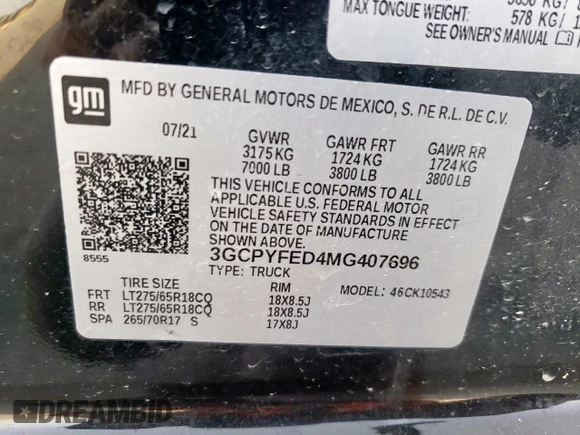 MAX TONGUE WEIGHT: 578 KG/
SEE OWNER'S MANUAL
gm
MFD BY GENERAL MOTORS DE MEXICO, S. DE R.L. DE C.V.
07/21 GVWR GAWR FRT GAWR RR
3175 KG 1724 KG 1724 KG
7000 LB 3800 LB 3800 LB
THIS VEHICLE CONFORMS TO ALL
APPLICABLE U.S. FEDERAL MOTOR
VEHICLE SAFETY STANDARDS IN EFFECT
ON THE DATE OF MANUFACTURE
SHOWN ABOVE.
8555
3GCPYFED4MG407696
TYPE: TRUCK
TIRE SIZE RIM MODEL: 46CK10543
FRT LT275/65R18CQ 18X8.5J
RR LT275/65R18CQ 18X8.5J
SPA 265/70R17 S 17X8J
DREAMBID